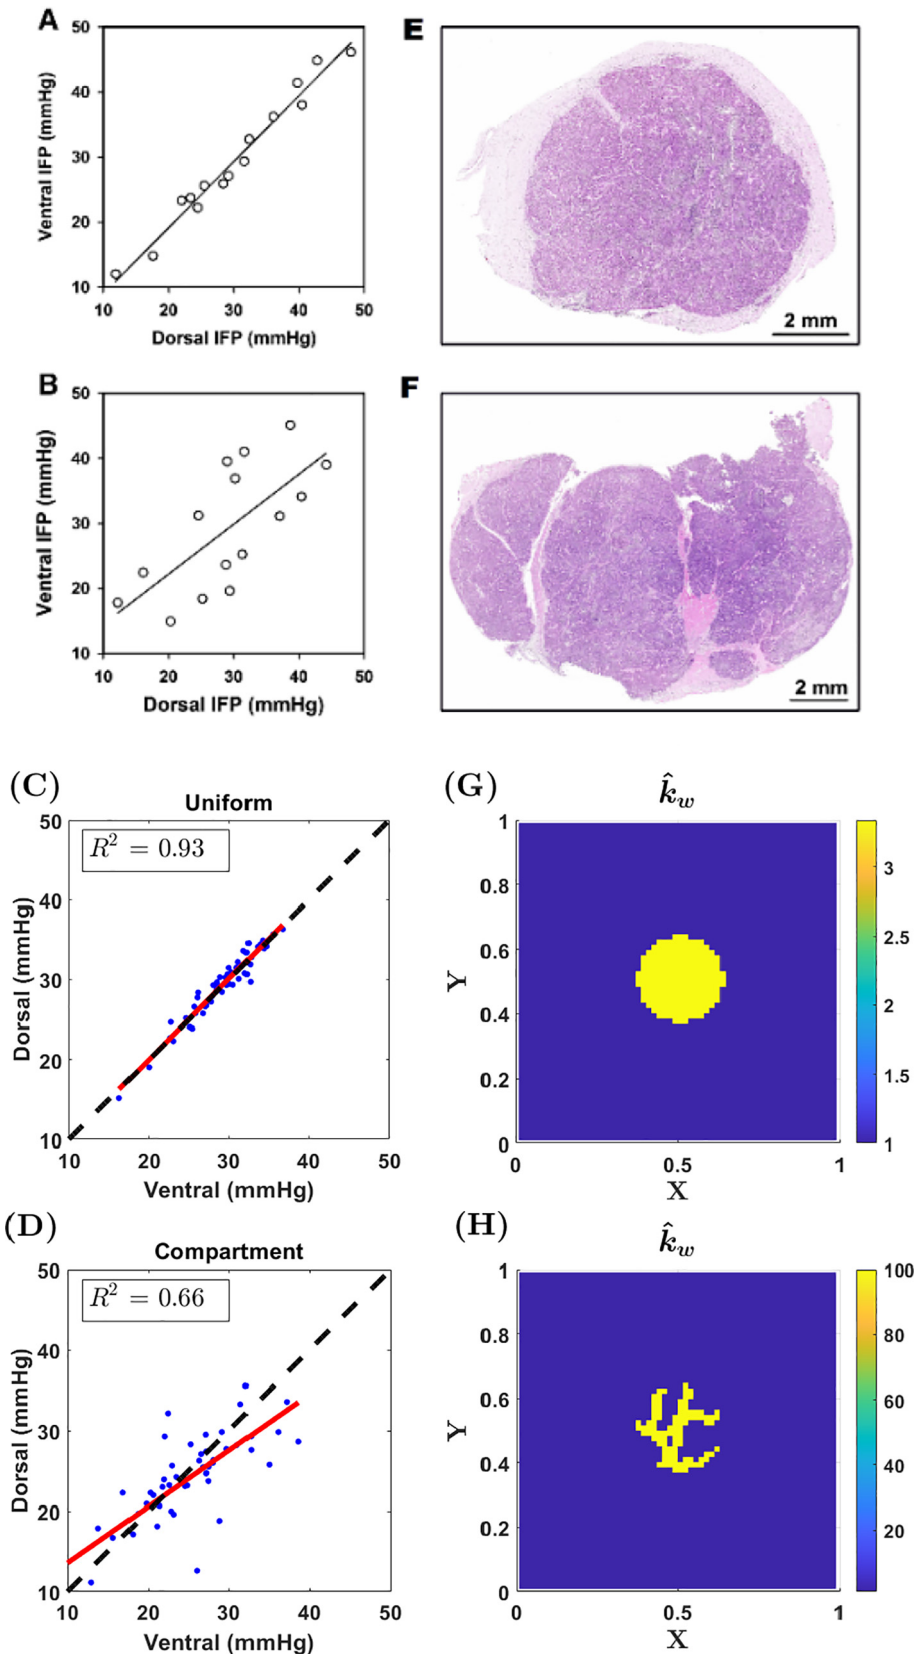 A
50
40
30
20
10
Ventral IFP (mmHg)
10 20 30 40 50
Dorsal IFP (mmHg)
E
2 mm
B
50
40
30
20
10
Ventral IFP (mmHg)
10 20 30 40 50
Dorsal IFP (mmHg)
F
2 mm
(C)
Uniform
R² = 0.93
50
40
30
20
10
Dorsal (mmHg)
10 20 30 40 50
Ventral (mmHg)
(G)
k̂w
1
0.8
0.6
0.4
0.2
0
Y
0 0.5 1
X
3
2.5
2
1.5
1
(D)
Compartment
R² = 0.66
50
40
30
20
10
Dorsal (mmHg)
10 20 30 40 50
Ventral (mmHg)
(H)
k̂w
1
0.8
0.6
0.4
0.2
0
Y
0 0.5 1
X
100
80
60
40
20